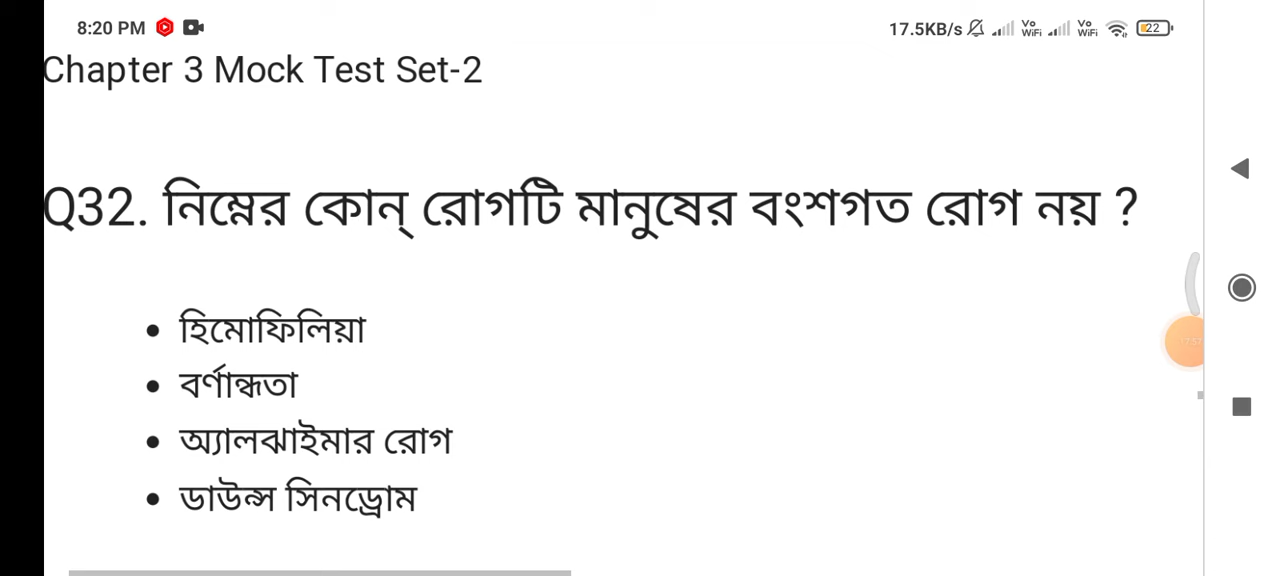 8:20 PM 17.5KB/s Vo WiFi Vo WiFi 22
Chapter 3 Mock Test Set-2
Q32. নিম্নের কোন্ রোগটি মানুষের বংশগত রোগ নয় ?
• হিমোফিলিয়া
• বর্ণান্ধতা
• অ্যালঝাইমার রোগ
• ডাউন্স সিনড্রোম